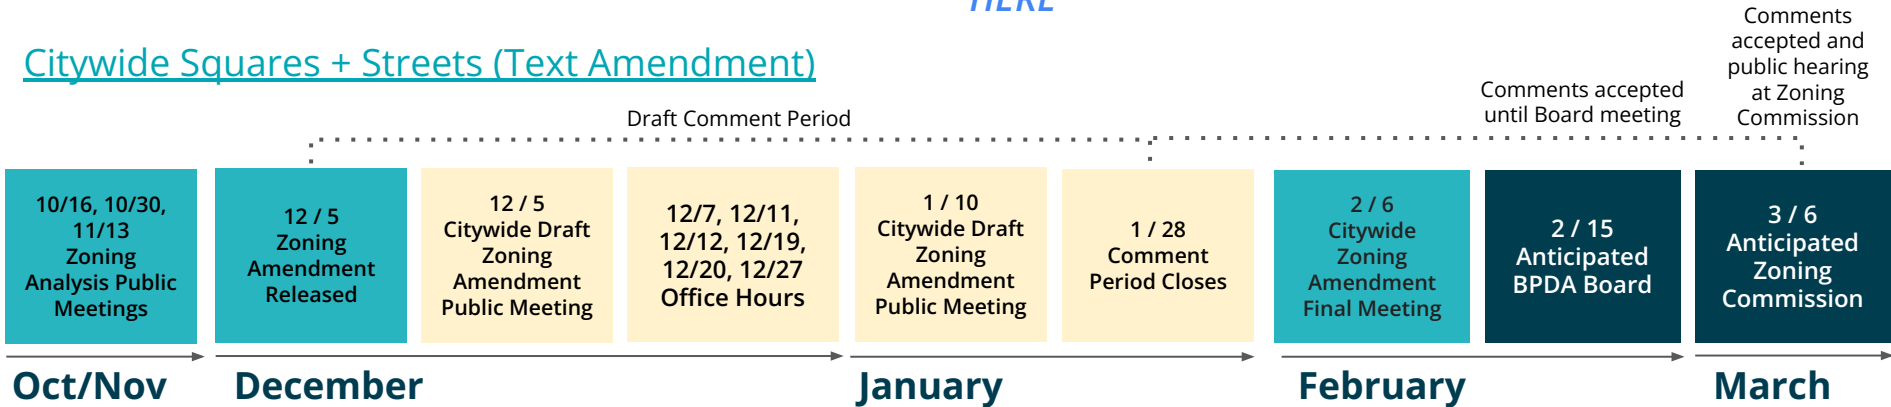 HERE
Citywide Squares + Streets (Text Amendment)
Draft Comment Period
Comments accepted
until Board meeting
Comments
accepted and
public hearing
at Zoning
Commission
10/16, 10/30,
11/13
Zoning
Analysis Public
Meetings
12 / 5
Zoning
Amendment
Released
12 / 5
Citywide Draft
Zoning
Amendment
Public Meeting
12/7, 12/11,
12/12, 12/19,
12/20, 12/27
Office Hours
1 / 10
Citywide Draft
Zoning
Amendment
Public Meeting
1 / 28
Comment
Period Closes
2 / 6
Citywide
Zoning
Amendment
Final Meeting
2 / 15
Anticipated
BPDA Board
3 / 6
Anticipated
Zoning
Commission
Oct/Nov
December
January
February
March